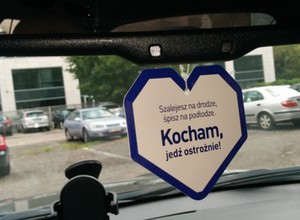 Szalejesz na drodze,
śpisz na podłodze.
Kocham,
jedź ostrożnie!